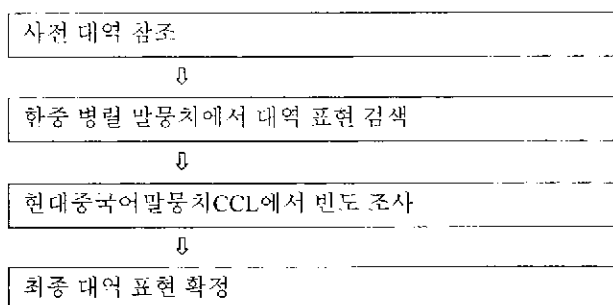 사전 대역 참조
⇩
한중 병렬 말뭉치에서 대역 표현 검색
⇩
현대중국어말뭉치CCL에서 빈도 조사
⇩
최종 대역 표현 확정